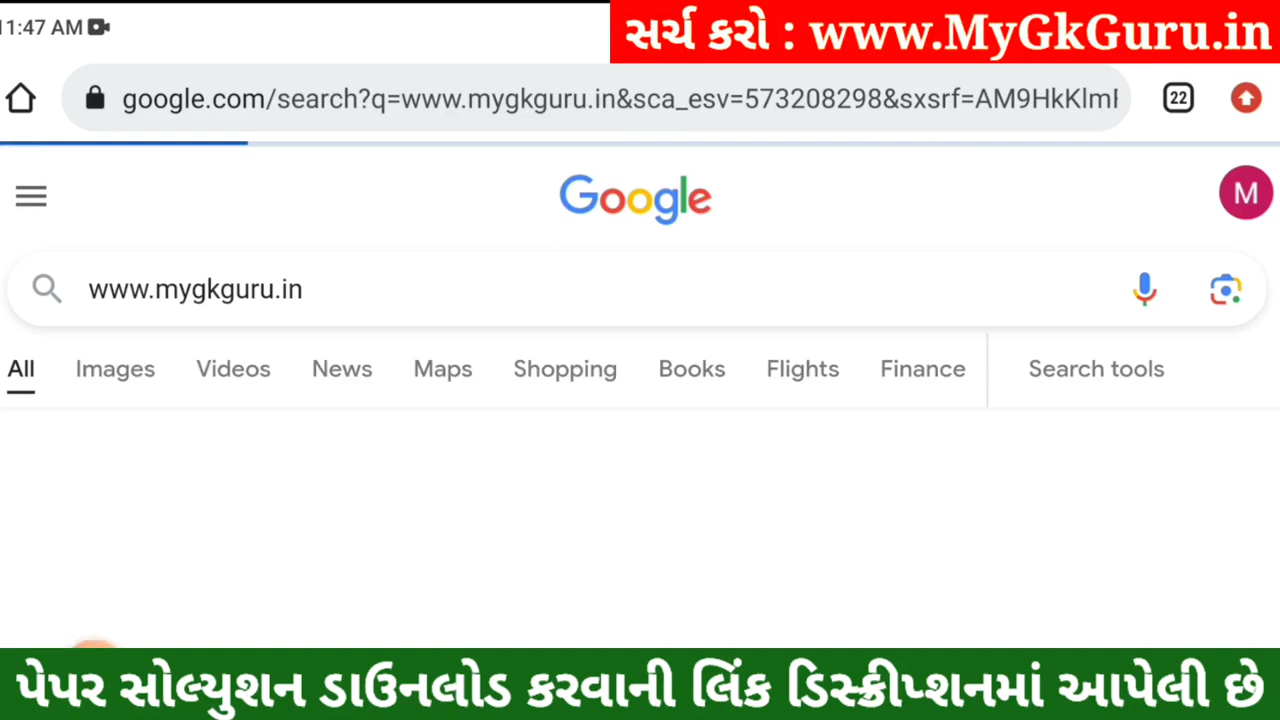 11:47 AM
સર્ચ કરો : www.MyGkGuru.in
google.com/search?q=www.mygkguru.in&sca_esv=573208298&sxsrf=AM9HkKlm
22
Google
M
www.mygkguru.in
All Images Videos News Maps Shopping Books Flights Finance Search tools
પેપર સોલ્યુશન ડાઉનલોડ કરવાની લિંક ડિસ્ક્રીપ્શનમાં આપેલી છે